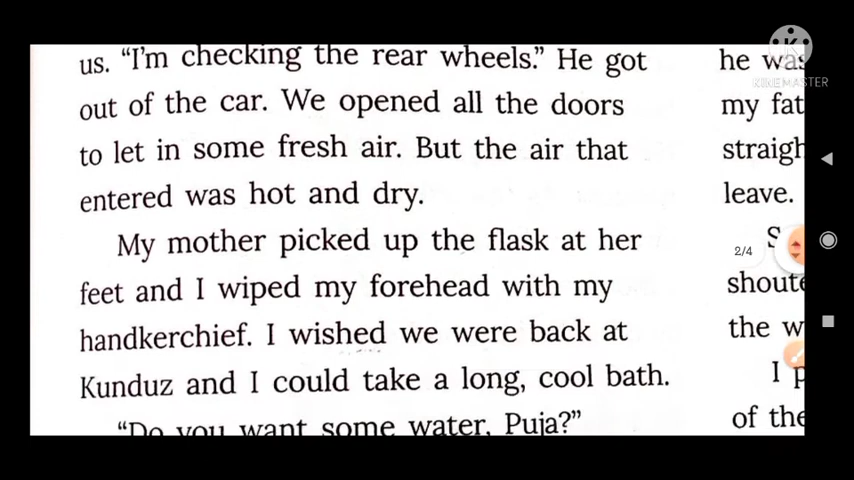 us. “I’m checking the rear wheels.” He got
out of the car. We opened all the doors
to let in some fresh air. But the air that
entered was hot and dry.
My mother picked up the flask at her
feet and I wiped my forehead with my
handkerchief. I wished we were back at
Kunduz and I could take a long, cool bath.
“Do you want some water, Puja?”
he was
my fat
straigh
leave.
S
shoute
the w
I p
of the
2/4
KINEMASTER